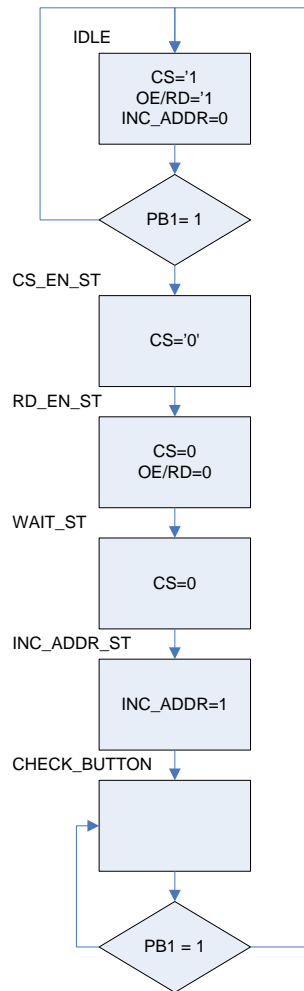 IDLE
CS='1
OE/RD='1
INC_ADDR=0
PB1= 1
CS_EN_ST
CS='0'
RD_EN_ST
CS=0
OE/RD=0
WAIT_ST
CS=0
INC_ADDR_ST
INC_ADDR=1
CHECK_BUTTON
PB1 = 1